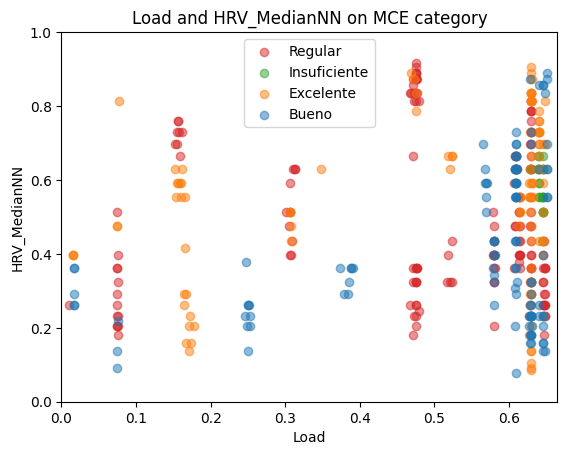 Load and HRV_MedianNN on MCE category
Regular
Insuficiente
Excelente
Bueno
HRV_MedianNN
1.0
0.8
0.6
0.4
0.2
0.0
0.0 0.1 0.2 0.3 0.4 0.5 0.6
Load